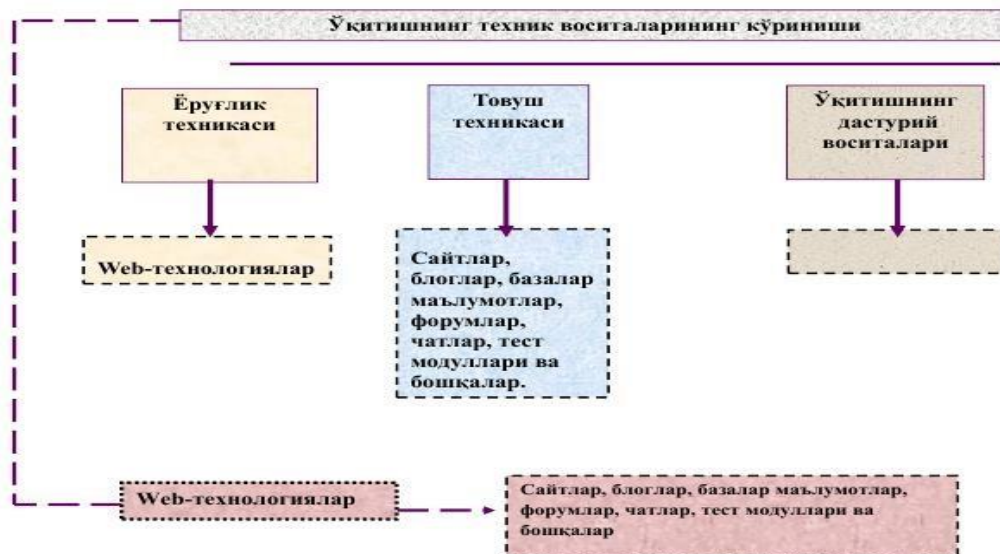 Ўқитишнинг техник воситаларининг кўриниши
Ёруғлик
техникаси
Товуш
техникаси
Ўқитишнинг
дастурий
воситалари
Web-технологиялар
Сайтлар,
блоглар, базалар
маълумотлар,
форумлар,
чатлар, тест
модуллари ва
бошқалар.
Web-технологиялар
Сайтлар, блоглар, базалар маълумотлар,
форумлар, чатлар, тест модуллари ва
бошқалар